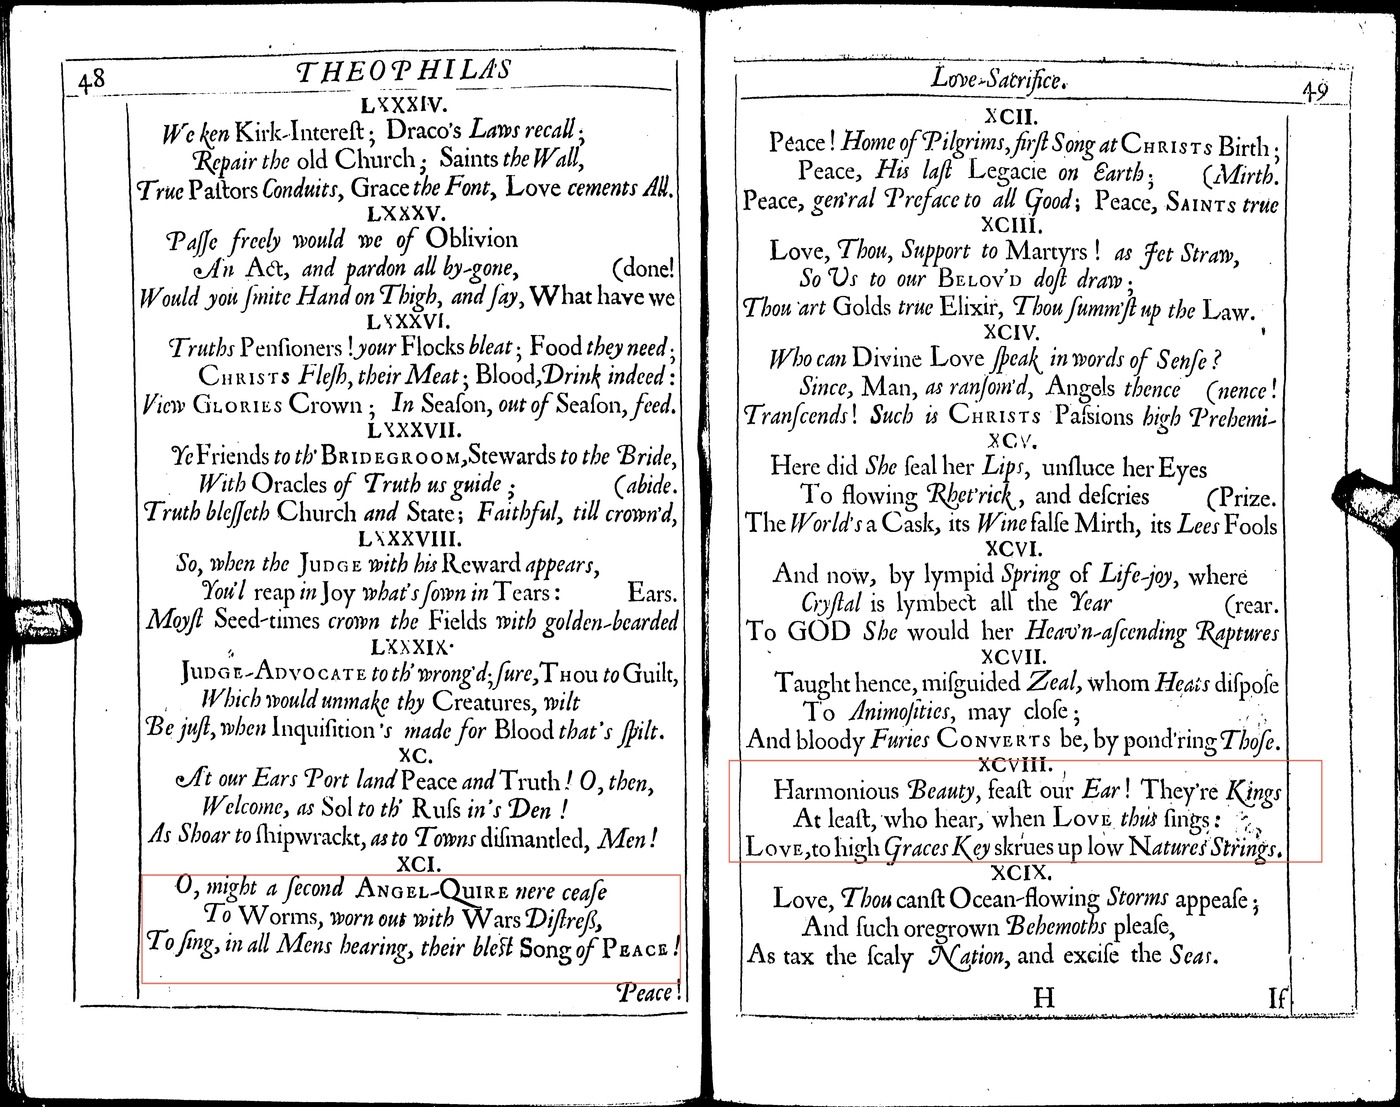 48 THEOPHILAS
LXXXIV.
We ken Kirk-Intereſt; Draco's Laws recall;
Repair the old Church; Saints the Wall,
True Paſtors Conduits, Grace the Font, Love cements All.
LXXXV.
Paſſe freely would we of Oblivion
An Act, and pardon all by-gone, (done!
Would you ſmite Hand on Thigh, and ſay, What have we
LXXXVI.
Truths Penſioners! your Flocks bleat; Food they need;
CHRISTS Fleſh, their Meat; Blood, Drink indeed:
View GLORIES Crown; In Seaſon, out of Seaſon, feed.
LXXXVII.
Ye Friends to th' BRIDEGROOM, Stewards to the Bride,
With Oracles of Truth us guide; (abide.
Truth bleſſeth Church and State; Faithful, till crown'd,
LXXXVIII.
So, when the JUDGE with his Reward appears,
You'l reap in Joy what's ſown in Tears: Ears.
Moyſt Seed-times crown the Fields with golden-bearded
LXXXIX.
JUDGE-ADVOCATE to th' wrong'd; ſure, THOU to Guilt,
Which would unmake thy Creatures, wilt
Be juſt, when Inquiſition's made for Blood that's ſpilt.
XC.
At our Ears Port land Peace and Truth! O, then,
Welcome, as Sol to th' Ruſs in's Den!
As Shoar to ſhipwrackt, as to Towns diſmantled, Men!
XCI.
O, might a ſecond ANGEL-QUIRE nere ceaſe
To Worms, worn out with Wars Diſtreſs,
To ſing, in all Mens hearing, their bleſt Song of PEACE!
Peace!
Love-Sacrifice. 49
XCII.
Peace! Home of Pilgrims, firſt Song at CHRISTS Birth;
Peace, His laſt Legacie on Earth; (Mirth.
Peace, gen'ral Preface to all Good; Peace, SAINTS true
XCIII.
Love, Thou, Support to Martyrs! as Jet Straw,
So Us to our BELOV'D doſt draw;
Thou art Golds true Elixir, Thou ſumm'ſt up the Law.
XCIV.
Who can Divine Love ſpeak in words of Senſe?
Since, Man, as ranſom'd, Angels thence (nence!
Tranſcends! Such is CHRISTS Paſsions high Prehemi-
XCV.
Here did She ſeal her Lips, unſluce her Eyes
To flowing Rhet'rick, and deſcries (Prize.
The World's a Cask, its Wine falſe Mirth, its Lees Fools
XCVI.
And now, by lympid Spring of Life-joy, where
Cryſtal is lymbect all the Year (rear.
To GOD She would her Heav'n-aſcending Raptures
XCVII.
Taught hence, miſguided Zeal, whom Heats diſpoſe
To Animoſities, may cloſe;
And bloody Furies CONVERTS be, by pond'ring Thoſe.
XCVIII.
Harmonious Beauty, feaſt our Ear! They're Kings
At leaſt, who hear, when LOVE thus ſings:
LOVE, to high Graces Key skrues up low Natures Strings.
XCIX.
Love, Thou canſt Ocean-flowing Storms appeaſe;
And ſuch oregrown Behemoths pleaſe,
As tax the ſcaly Nation, and exciſe the Seas.
H If